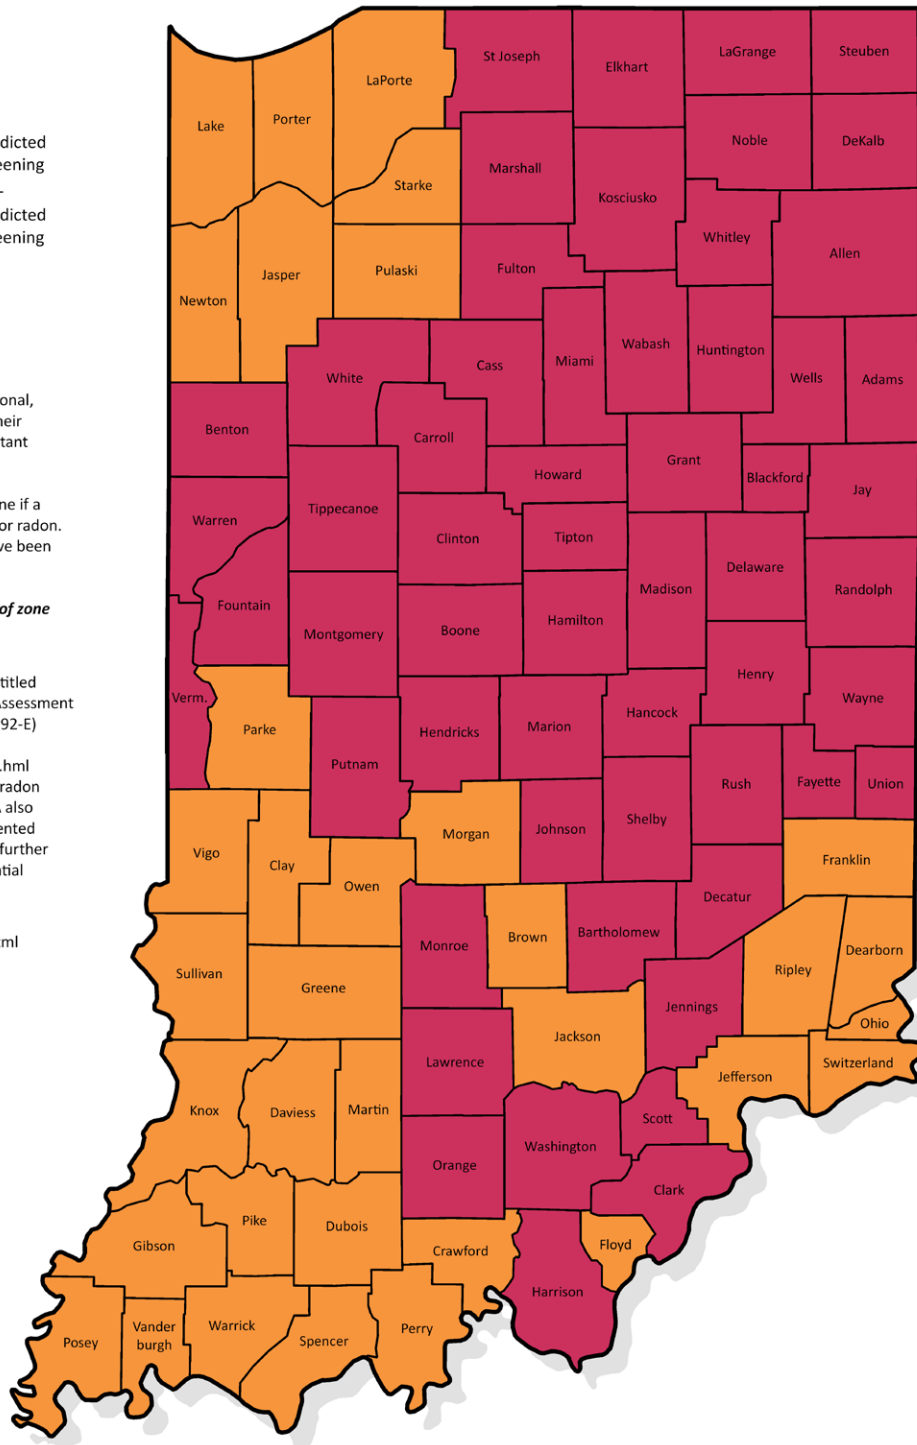 dicted
eening
-
dicted
eening
onal,
heir
tant
ne if a
or radon.
ve been
of zone
titled
Assessment
92-E)
.hml
radon
A also
ented
further
tial
tml
St Joseph
Elkhart
LaGrange
Steuben
LaPorte
Lake
Porter
Noble
DeKalb
Marshall
Starke
Kosciusko
Whitley
Allen
Fulton
Pulaski
Jasper
Newton
Wabash
Huntington
Miami
Cass
White
Wells
Adams
Benton
Carroll
Grant
Howard
Blackford
Jay
Tippecanoe
Warren
Clinton
Tipton
Delaware
Madison
Randolph
Fountain
Hamilton
Boone
Montgomery
Henry
Verm.
Wayne
Hancock
Marion
Hendricks
Parke
Putnam
Rush
Fayette
Union
Shelby
Johnson
Morgan
Vigo
Clay
Franklin
Owen
Decatur
Bartholomew
Brown
Monroe
Dearborn
Ripley
Sullivan
Greene
Jennings
Ohio
Jackson
Lawrence
Switzerland
Jefferson
Knox
Daviess
Martin
Scott
Washington
Orange
Clark
Pike
Dubois
Gibson
Crawford
Floyd
Harrison
Posey
Vander
burgh
Warrick
Spencer
Perry